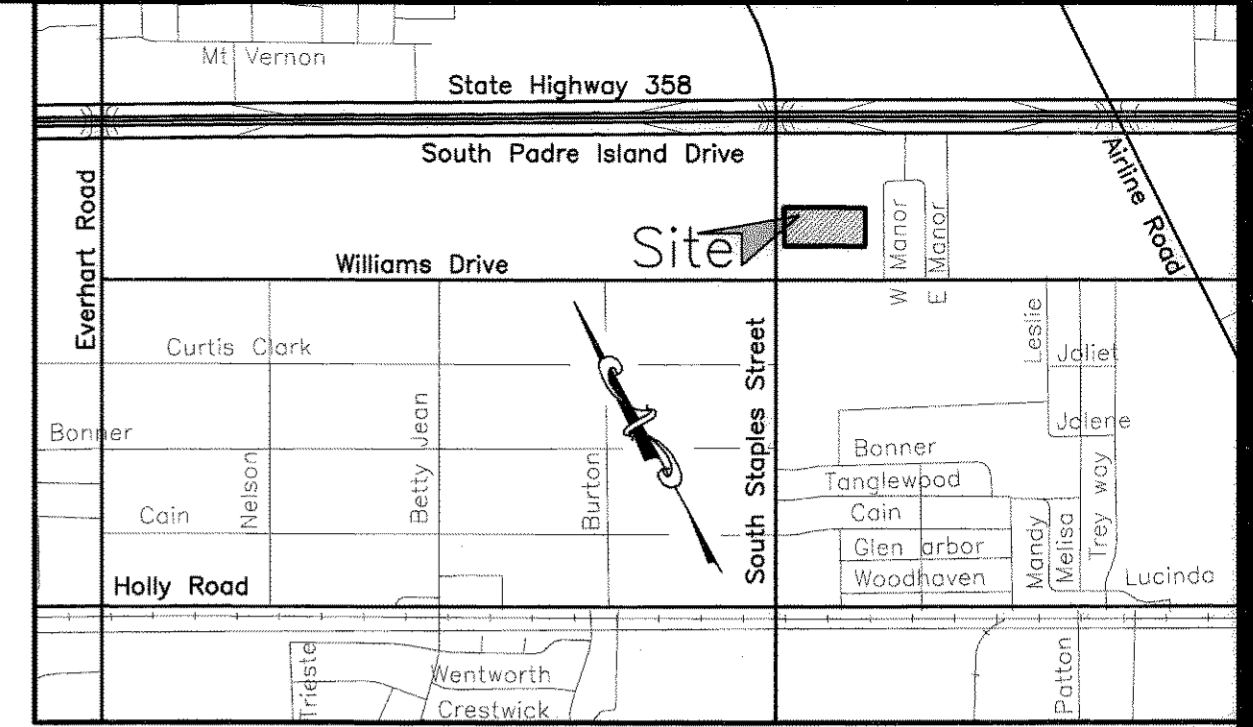 Mt Vernon
State Highway 358
South Padre Island Drive
Airline Road
Everhart Road
Site
W Manor
E Manor
Williams Drive
Leslie
South Staples Street
Curtis Clark
Joliet
Jolene
Bonner
Betty Jean
Bonner
Nelson
Burton
Tanglewood
Trey way
Cain
Cain
Glen arbor
Mandy
Melisa
Woodhaven
Lucinda
Holly Road
Trieste
Wentworth
Patton
Crestwick